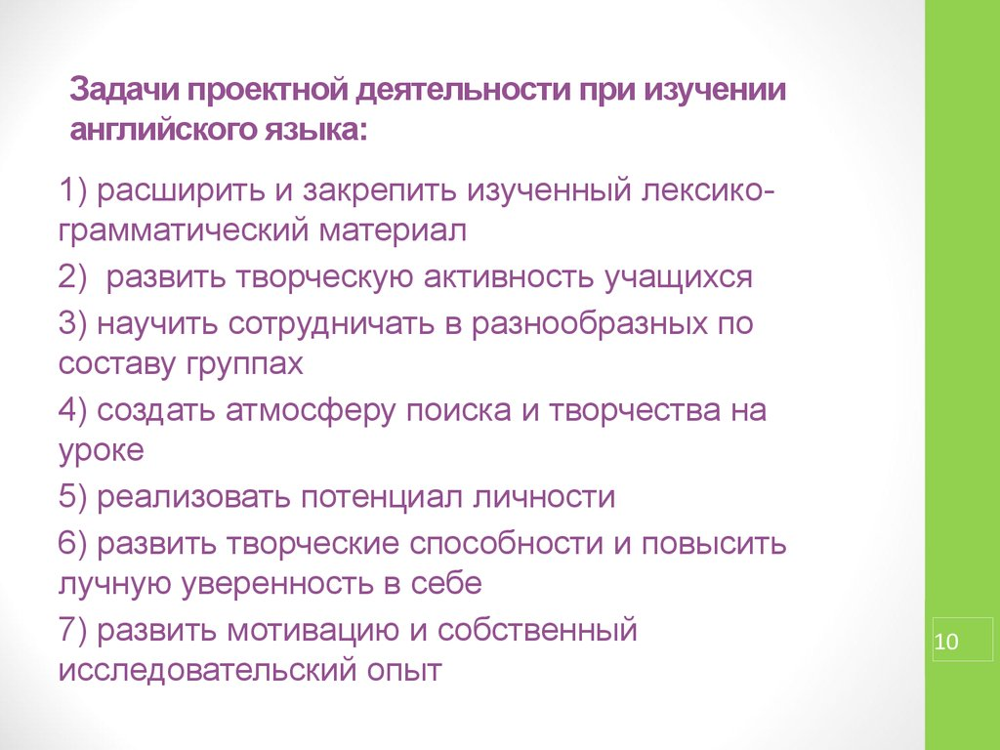 Задачи проектной деятельности при изучении
английского языка:
1) расширить и закрепить изученный лексико-
грамматический материал
2)  развить творческую активность учащихся
3) научить сотрудничать в разнообразных по
составу группах
4) создать атмосферу поиска и творчества на
уроке
5) реализовать потенциал личности
6) развить творческие способности и повысить
лучную уверенность в себе
7) развить мотивацию и собственный
исследовательский опыт
10